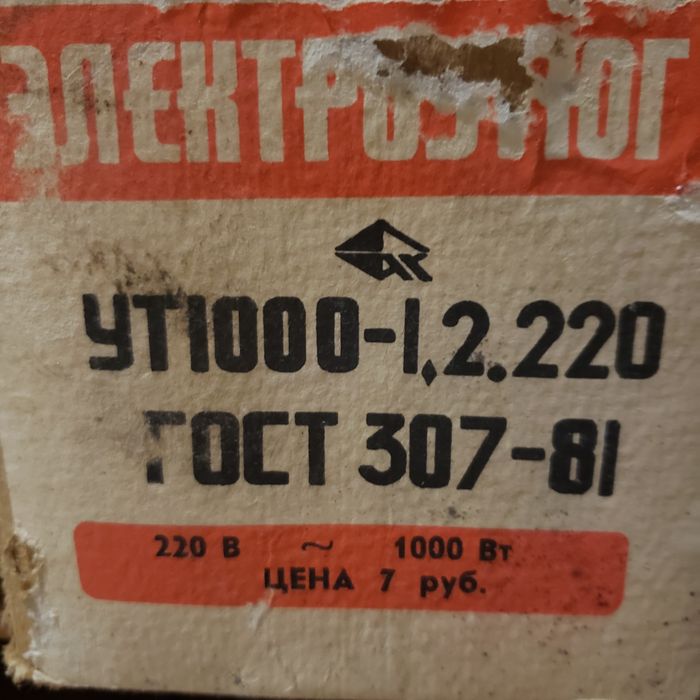 ЭЛЕКТРОУТЮГ
УТ1000-1,2.220
ГОСТ 307-81
220 В ~ 1000 Вт
ЦЕНА 7 руб.